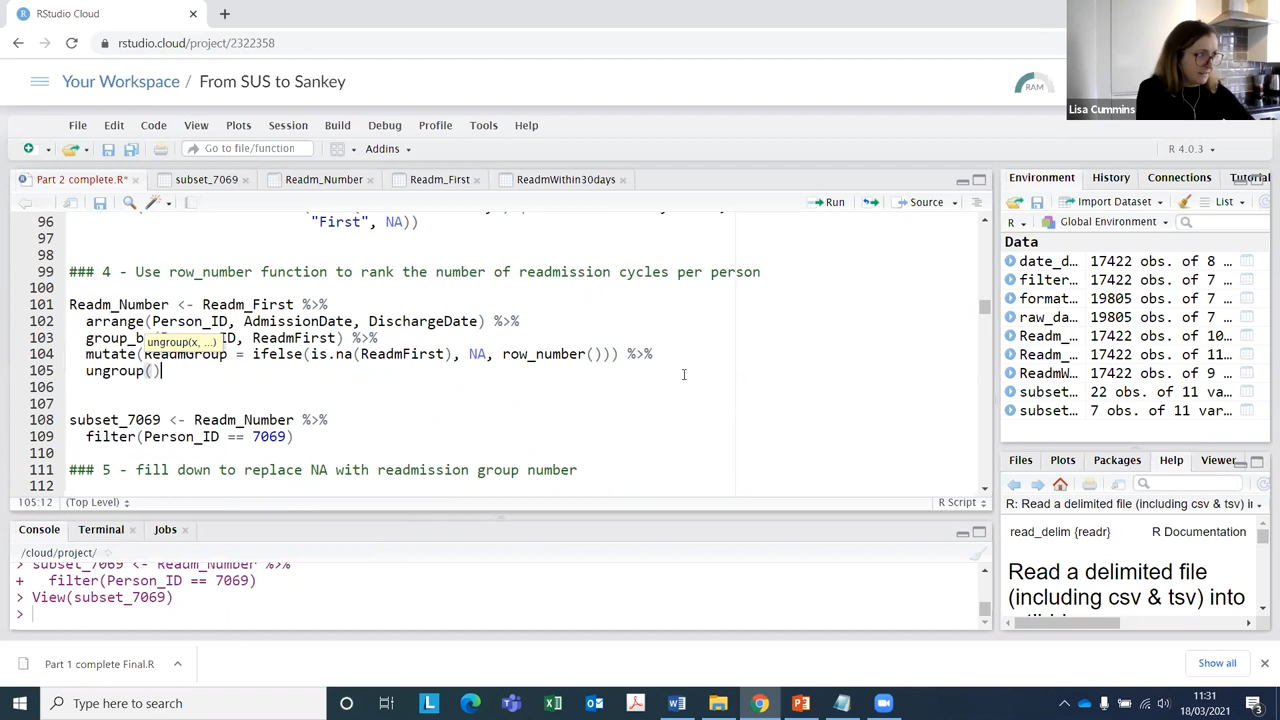 RStudio Cloud
rstudio.cloud/project/2322358
Your Workspace / From SUS to Sankey
RAM
Lisa Cummins
File Edit Code View Plots Session Build Debug Profile Tools Help
Go to file/function
Addins
R 4.0.3
Part 2 complete.R*
subset_7069
Readm_Number
Readm_First
ReadmWithin30days
Run
Source
96 "First", NA))
97
98
99 ### 4 - Use row_number function to rank the number of readmission cycles per person
100
101 Readm_Number <- Readm_First %>%
102 arrange(Person_ID, AdmissionDate, DischargeDate) %>%
103 group_b ID, ReadmFirst) %>%
ungroup(x, ...)
104 mutate(ReadmGroup = ifelse(is.na(ReadmFirst), NA, row_number())) %>%
105 ungroup()
106
107
108 subset_7069 <- Readm_Number %>%
109 filter(Person_ID == 7069)
110
111 ### 5 - fill down to replace NA with readmission group number
112
105:12 (Top Level) R Script
Console Terminal Jobs
/cloud/project/
> subset_7069 <- Readm_Number %>%
+ filter(Person_ID == 7069)
> View(subset_7069)
>
Environment History Connections Tutorial
Import Dataset List
R Global Environment
Data
date_d… 17422 obs. of 8
filter… 17422 obs. of 7
format… 19805 obs. of 7
raw_da… 19805 obs. of 7
Readm_… 17422 obs. of 10…
Readm_… 17422 obs. of 11…
ReadmW… 17422 obs. of 9
subset… 22 obs. of 11 var…
subset… 7 obs. of 11 var…
Files Plots Packages Help Viewer
R: Read a delimited file (including csv & tsv) i
read_delim {readr} R Documentation
Read a delimited file
(including csv & tsv) into
Part 1 complete Final.R
Show all
Type here to search
11:31
18/03/2021
3